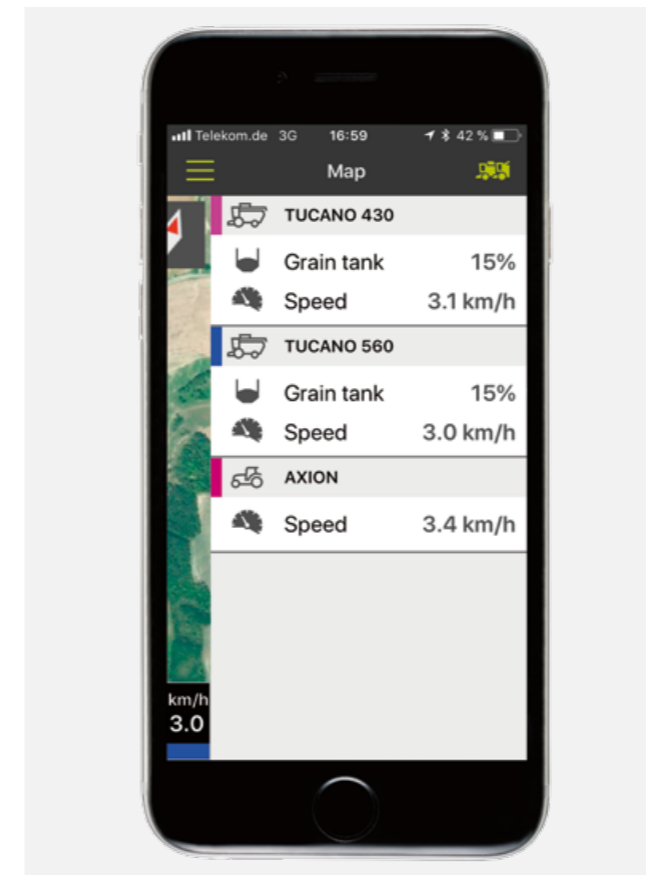 Telekom.de 3G 16:59 42 %
Map
TUCANO 430
Grain tank 15%
Speed 3.1 km/h
TUCANO 560
Grain tank 15%
Speed 3.0 km/h
AXION
Speed 3.4 km/h
km/h
3.0